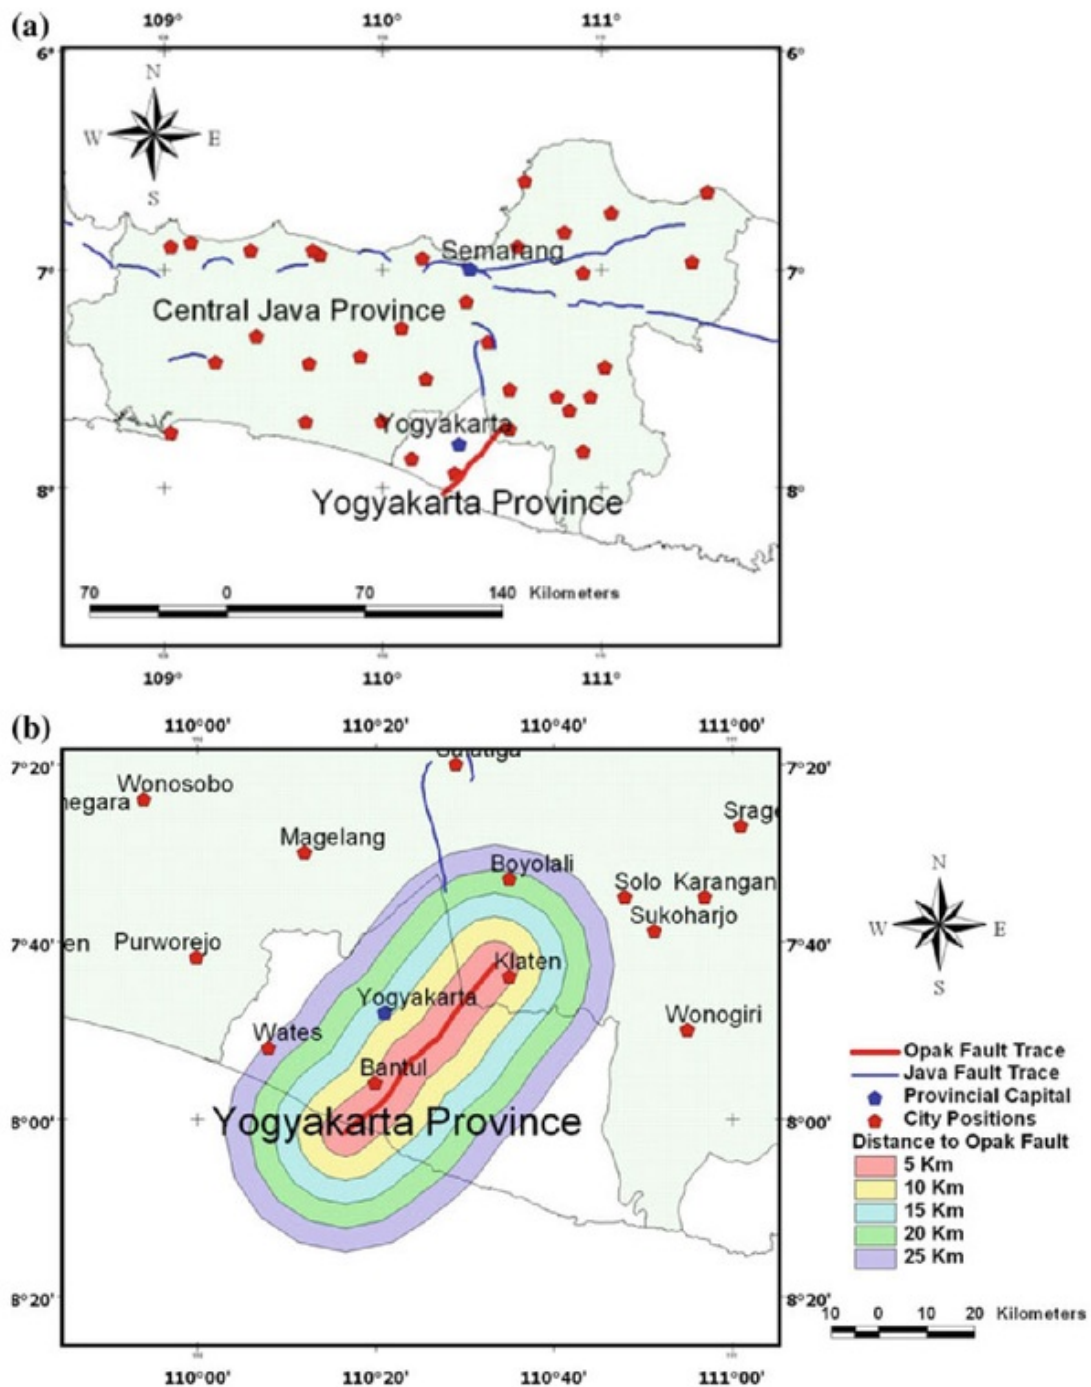 (a)
109° 110° 111°
6° 6°
N
W E
S
Semarang
7° 7°
Central Java Province
Yogyakarta
8° 8°
Yogyakarta Province
70 0 70 140 Kilometers
109° 110° 111°
(b)
110°00' 110°20' 110°40' 111°00'
7°20' 7°20'
Wonosobo
negara
Srag
Magelang
Boyolali
Solo Karangan
Sukoharjo
N
W E
S
7°40' 7°40'
en Purworejo
Klaten
Yogyakarta
Wonogiri
Wates
Bantul
8°00' 8°00'
Yogyakarta Province
Opak Fault Trace
Java Fault Trace
Provincial Capital
City Positions
Distance to Opak Fault
5 Km
10 Km
15 Km
20 Km
25 Km
8°20' 8°20'
10 0 10 20 Kilometers
110°00' 110°20' 110°40' 111°00'